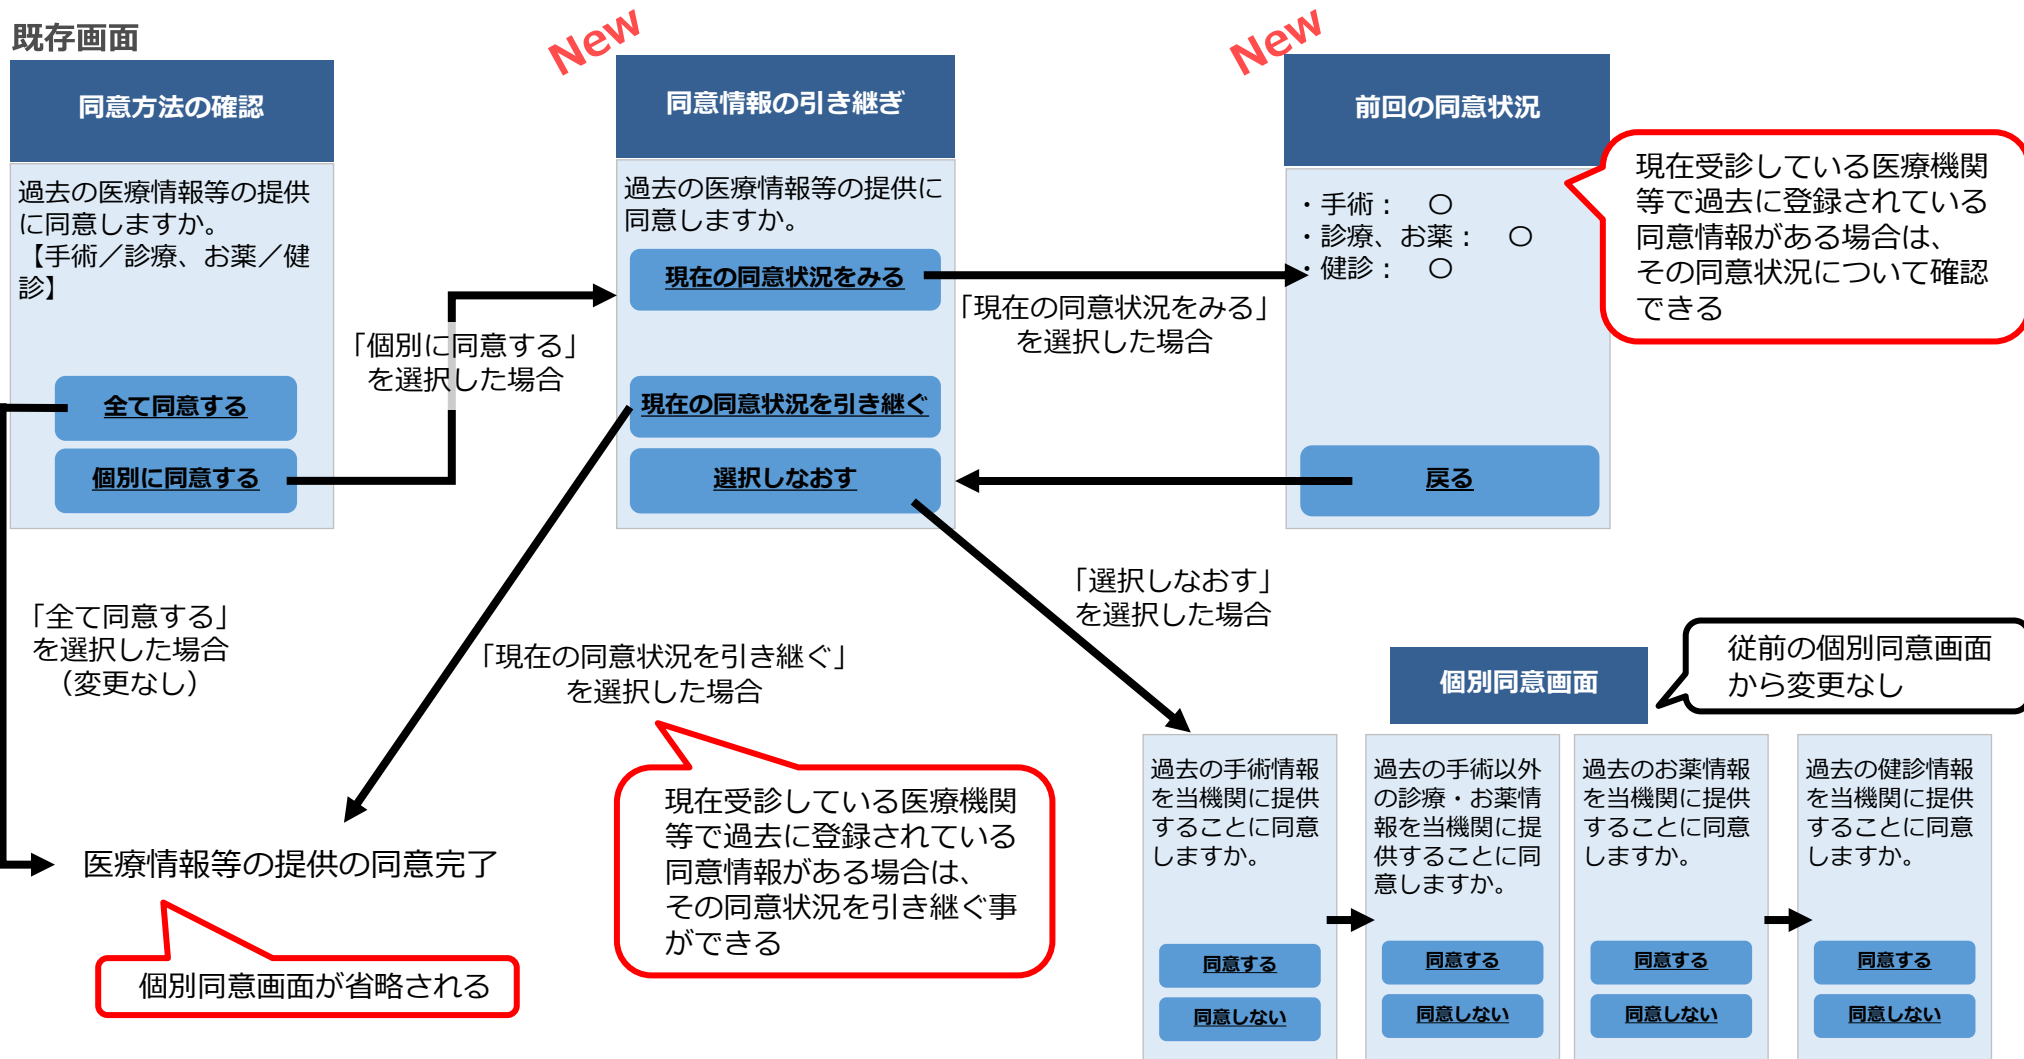 既存画面
New
New
同意方法の確認
過去の医療情報等の提供
に同意しますか。
【手術／診療、お薬／健
診】
全て同意する
個別に同意する
「個別に同意する」
を選択した場合
同意情報の引き継ぎ
過去の医療情報等の提供に
同意しますか。
現在の同意状況をみる
現在の同意状況を引き継ぐ
選択しなおす
「現在の同意状況をみる」
を選択した場合
前回の同意状況
・手術：　〇
・診療、お薬：　〇
・健診：　〇
戻る
現在受診している医療機関
等で過去に登録されている
同意情報がある場合は、
その同意状況について確認
できる
「全て同意する」
を選択した場合
（変更なし）
「現在の同意状況を引き継ぐ」
を選択した場合
「選択しなおす」
を選択した場合
医療情報等の提供の同意完了
個別同意画面が省略される
現在受診している医療機関
等で過去に登録されている
同意情報がある場合は、
その同意状況を引き継ぐ事
ができる
個別同意画面
従前の個別同意画面
から変更なし
過去の手術情報
を当機関に提供
することに同意
しますか。
同意する
同意しない
過去の手術以外
の診療・お薬情
報を当機関に提
供することに同
意しますか。
同意する
同意しない
過去のお薬情報
を当機関に提供
することに同意
しますか。
同意する
同意しない
過去の健診情報
を当機関に提供
することに同意
しますか。
同意する
同意しない